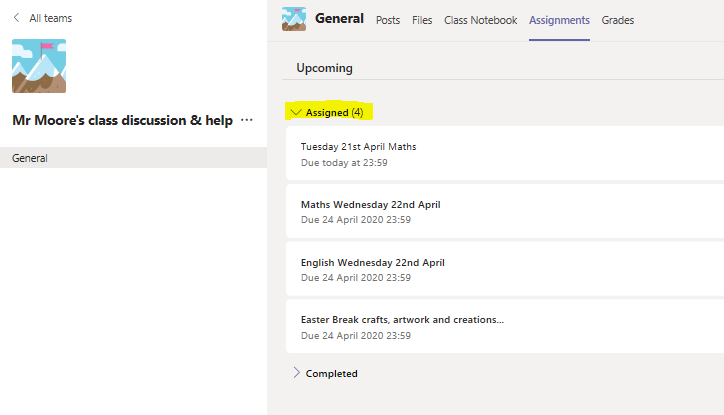 All teams
Mr Moore's class discussion & help ...
General
General Posts Files Class Notebook Assignments Grades
Upcoming
Assigned (4)
Tuesday 21st April Maths
Due today at 23:59
Maths Wednesday 22nd April
Due 24 April 2020 23:59
English Wednesday 22nd April
Due 24 April 2020 23:59
Easter Break crafts, artwork and creations...
Due 24 April 2020 23:59
Completed